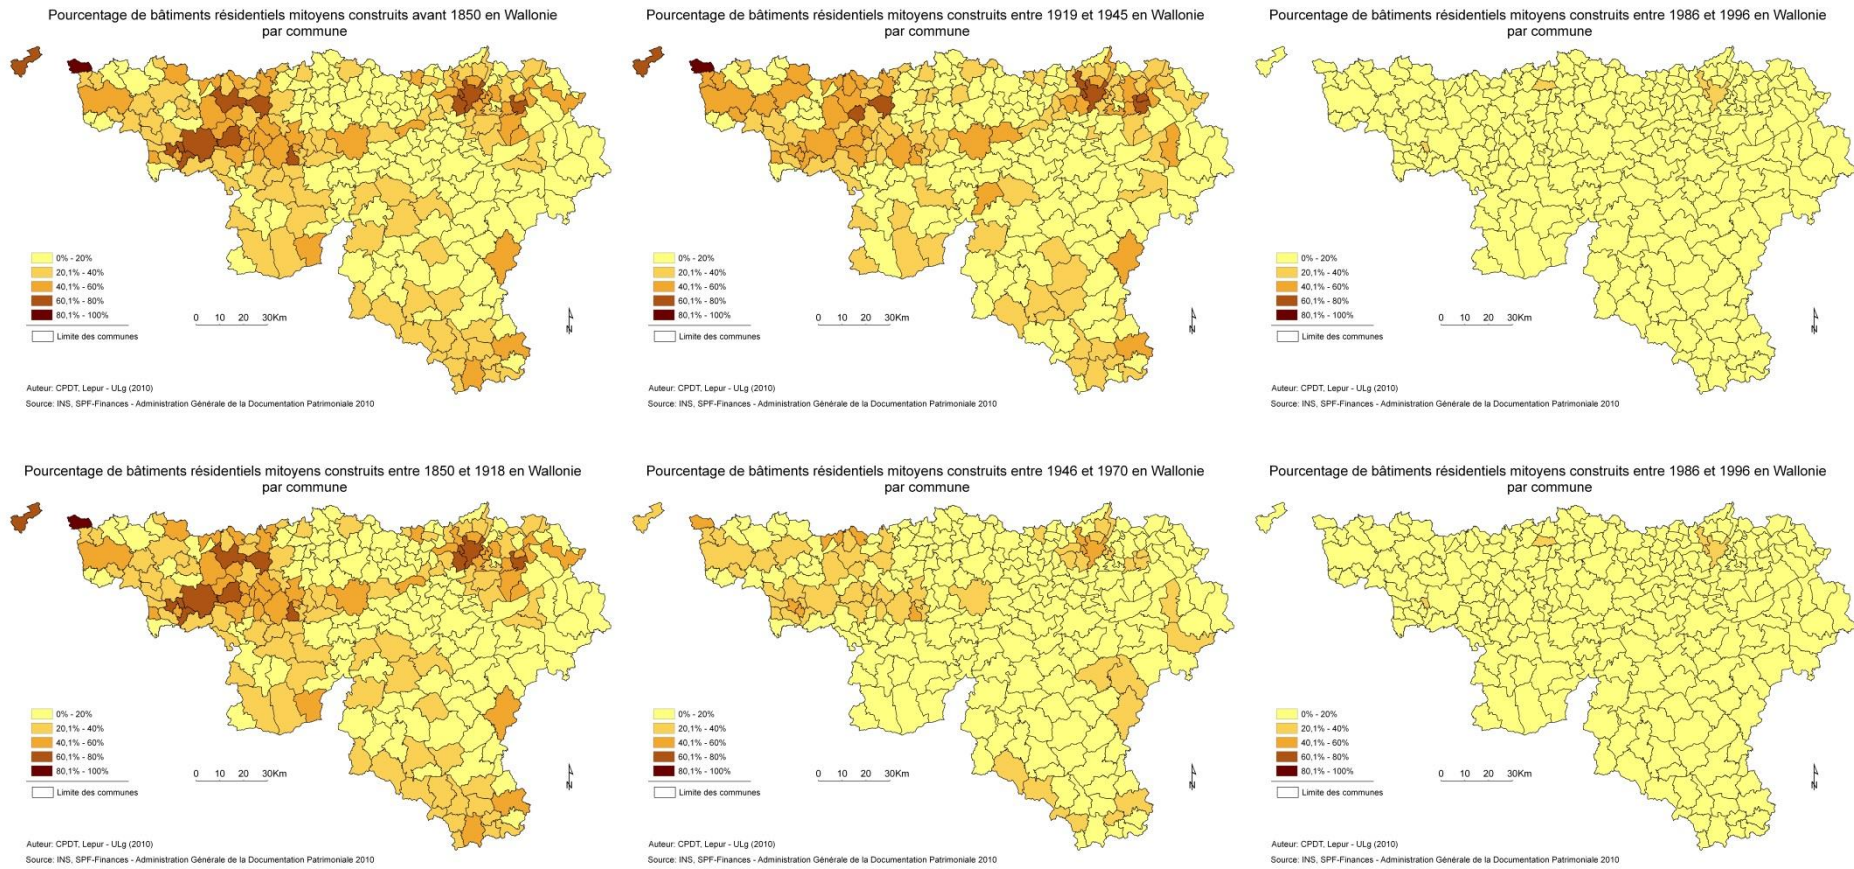 Pourcentage de bâtiments résidentiels mitoyens construits avant 1850 en Wallonie
par commune
0% - 20%
20,1% - 40%
40,1% - 60%
60,1% - 80%
80,1% - 100%
Limite des communes
0 10 20 30Km
N
Auteur: CPDT, Lepur - ULg (2010)
Source: INS, SPF-Finances - Administration Générale de la Documentation Patrimoniale 2010
Pourcentage de bâtiments résidentiels mitoyens construits entre 1919 et 1945 en Wallonie
par commune
0% - 20%
20,1% - 40%
40,1% - 60%
60,1% - 80%
80,1% - 100%
Limite des communes
0 10 20 30Km
N
Auteur: CPDT, Lepur - ULg (2010)
Source: INS, SPF-Finances - Administration Générale de la Documentation Patrimoniale 2010
Pourcentage de bâtiments résidentiels mitoyens construits entre 1986 et 1996 en Wallonie
par commune
0% - 20%
20,1% - 40%
40,1% - 60%
60,1% - 80%
80,1% - 100%
Limite des communes
0 10 20 30Km
N
Auteur: CPDT, Lepur - ULg (2010)
Source: INS, SPF-Finances - Administration Générale de la Documentation Patrimoniale 2010
Pourcentage de bâtiments résidentiels mitoyens construits entre 1850 et 1918 en Wallonie
par commune
0% - 20%
20,1% - 40%
40,1% - 60%
60,1% - 80%
80,1% - 100%
Limite des communes
0 10 20 30Km
N
Auteur: CPDT, Lepur - ULg (2010)
Source: INS, SPF-Finances - Administration Générale de la Documentation Patrimoniale 2010
Pourcentage de bâtiments résidentiels mitoyens construits entre 1946 et 1970 en Wallonie
par commune
0% - 20%
20,1% - 40%
40,1% - 60%
60,1% - 80%
80,1% - 100%
Limite des communes
0 10 20 30Km
N
Auteur: CPDT, Lepur - ULg (2010)
Source: INS, SPF-Finances - Administration Générale de la Documentation Patrimoniale 2010
Pourcentage de bâtiments résidentiels mitoyens construits entre 1986 et 1996 en Wallonie
par commune
0% - 20%
20,1% - 40%
40,1% - 60%
60,1% - 80%
80,1% - 100%
Limite des communes
0 10 20 30Km
N
Auteur: CPDT, Lepur - ULg (2010)
Source: INS, SPF-Finances - Administration Générale de la Documentation Patrimoniale 2010